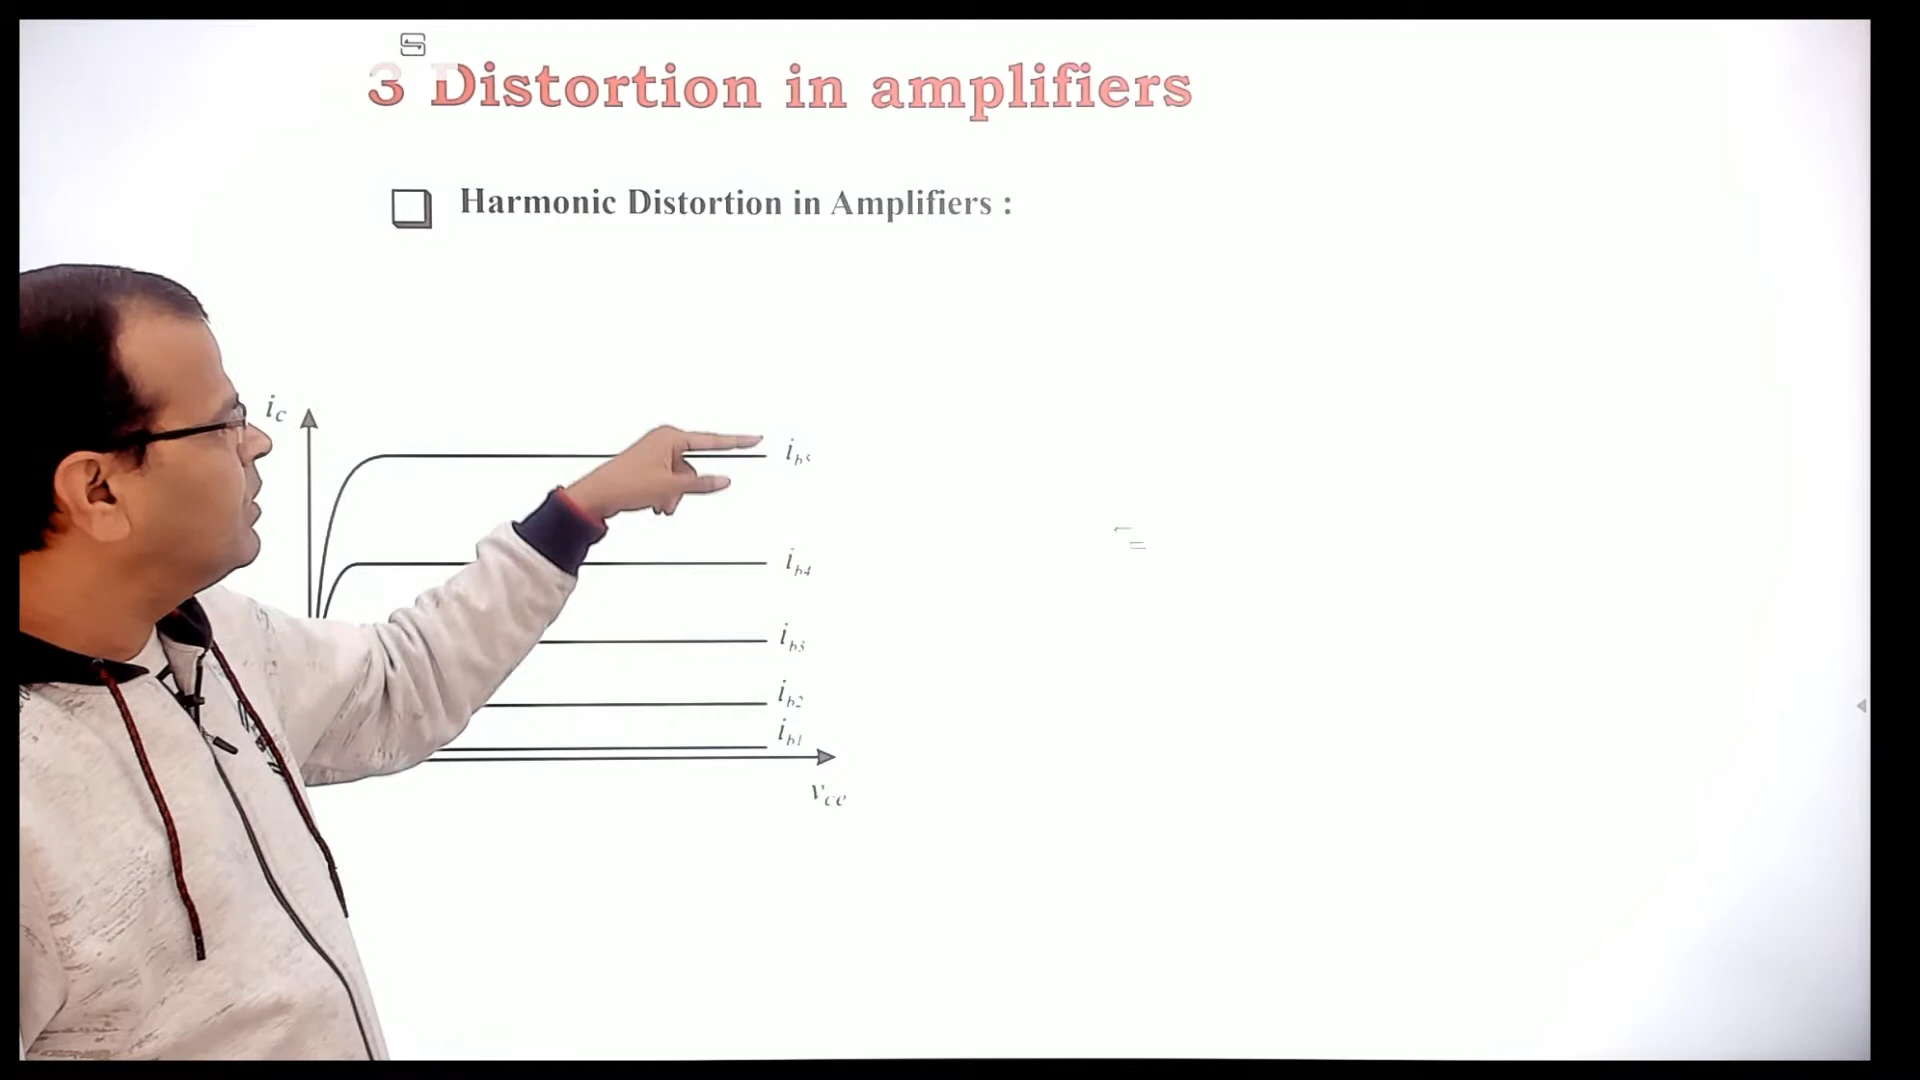 3 Distortion in amplifiers
Harmonic Distortion in Amplifiers :
i_c
i_b5
i_b4
i_b3
i_b2
i_b1
v_ce